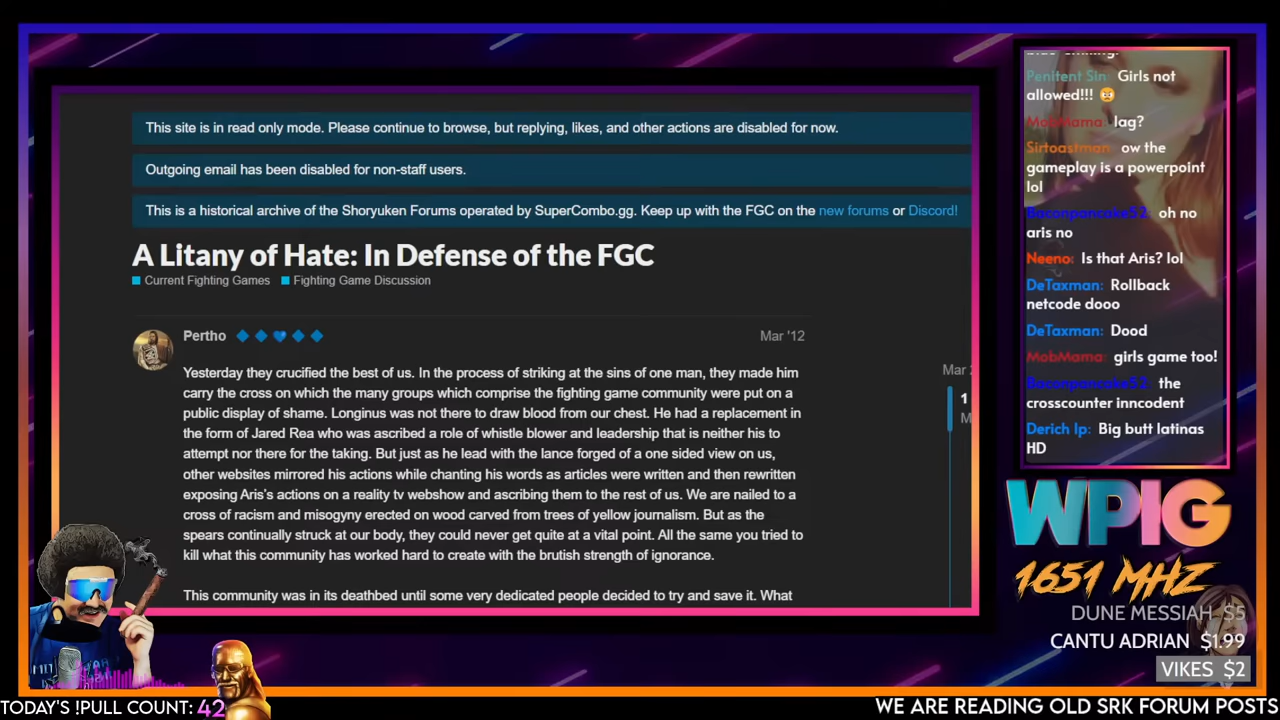 This site is in read only mode. Please continue to browse, but replying, likes, and other actions are disabled for now.
Outgoing email has been disabled for non-staff users.
This is a historical archive of the Shoryuken Forums operated by SuperCombo.gg. Keep up with the FGC on the new forums or Discord!
A Litany of Hate: In Defense of the FGC
Current Fighting Games Fighting Game Discussion
Pertho
Mar '12
Yesterday they crucified the best of us. In the process of striking at the sins of one man, they made him
carry the cross on which the many groups which comprise the fighting game community were put on a
public display of shame. Longinus was not there to draw blood from our chest. He had a replacement in
the form of Jared Rea who was ascribed a role of whistle blower and leadership that is neither his to
attempt nor there for the taking. But just as he lead with the lance forged of a one sided view on us,
other websites mirrored his actions while chanting his words as articles were written and then rewritten
exposing Aris's actions on a reality tv webshow and ascribing them to the rest of us. We are nailed to a
cross of racism and misogyny erected on wood carved from trees of yellow journalism. But as the
spears continually struck at our body, they could never get quite at a vital point. All the same you tried to
kill what this community has worked hard to create with the brutish strength of ignorance.
This community was in its deathbed until some very dedicated people decided to try and save it. What
Mar
1
Penitent Sin: Girls not
allowed!!! 😠
MobMama: lag?
Sirtoastman: ow the
gameplay is a powerpoint
lol
Baconpancake52: oh no
aris no
Neeno: Is that Aris? lol
DeTaxman: Rollback
netcode dooo
DeTaxman: Dood
MobMama: girls game too!
Baconpancake52: the
crosscounter inncodent
Derich Ip: Big butt latinas
HD
WPIG
1651 MHZ
DUNE MESSIAH $5
CANTU ADRIAN $1.99
VIKES $2
TODAY'S !PULL COUNT: 42
WE ARE READING OLD SRK FORUM POSTS